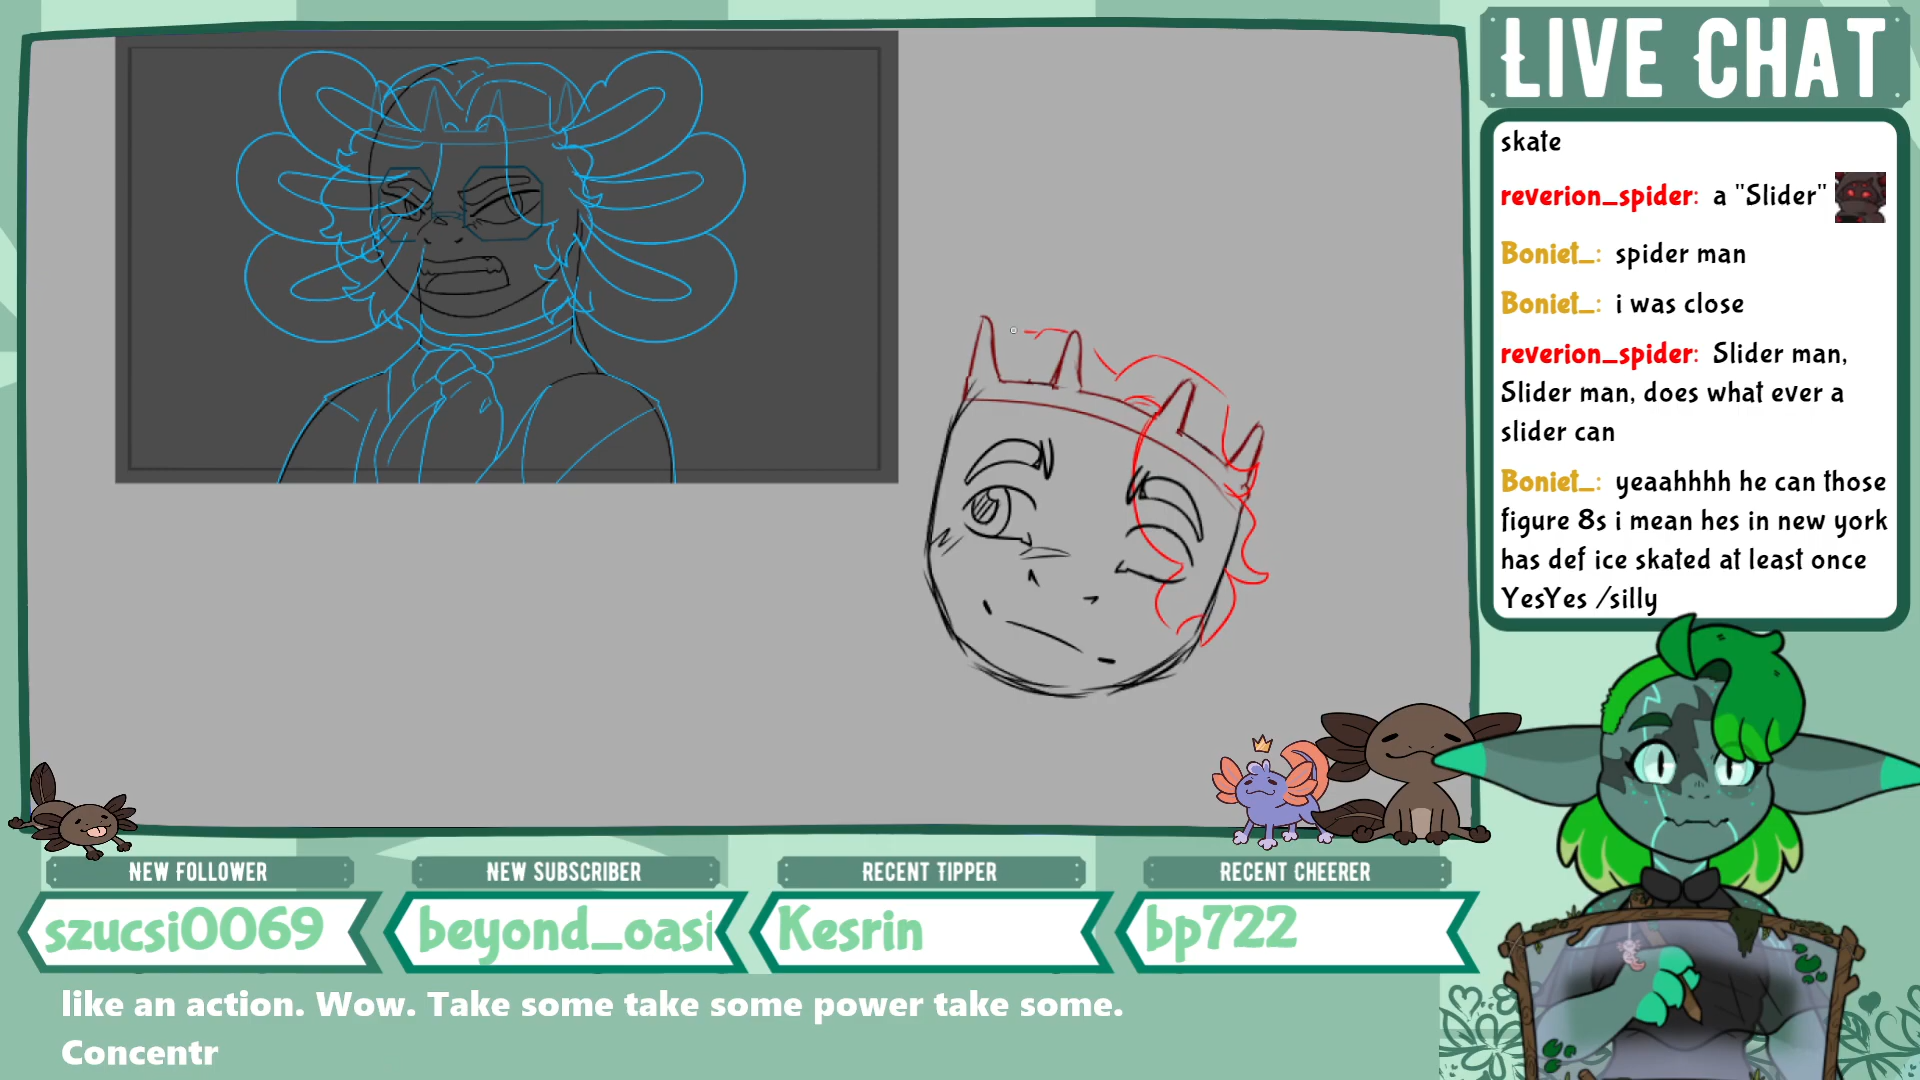 LIVE CHAT
skate
reverion_spider: a "Slider"
Boniet_: spider man
Boniet_: i was close
reverion_spider: Slider man,
Slider man, does what ever a
slider can
Boniet_: yeaahhhh he can those
figure 8s i mean hes in new york
has def ice skated at least once
YesYes /silly
NEW FOLLOWER
szucsi0069
NEW SUBSCRIBER
beyond_oasi
RECENT TIPPER
Kesrin
RECENT CHEERER
bp722
like an action. Wow. Take some take some power take some.
Concentr